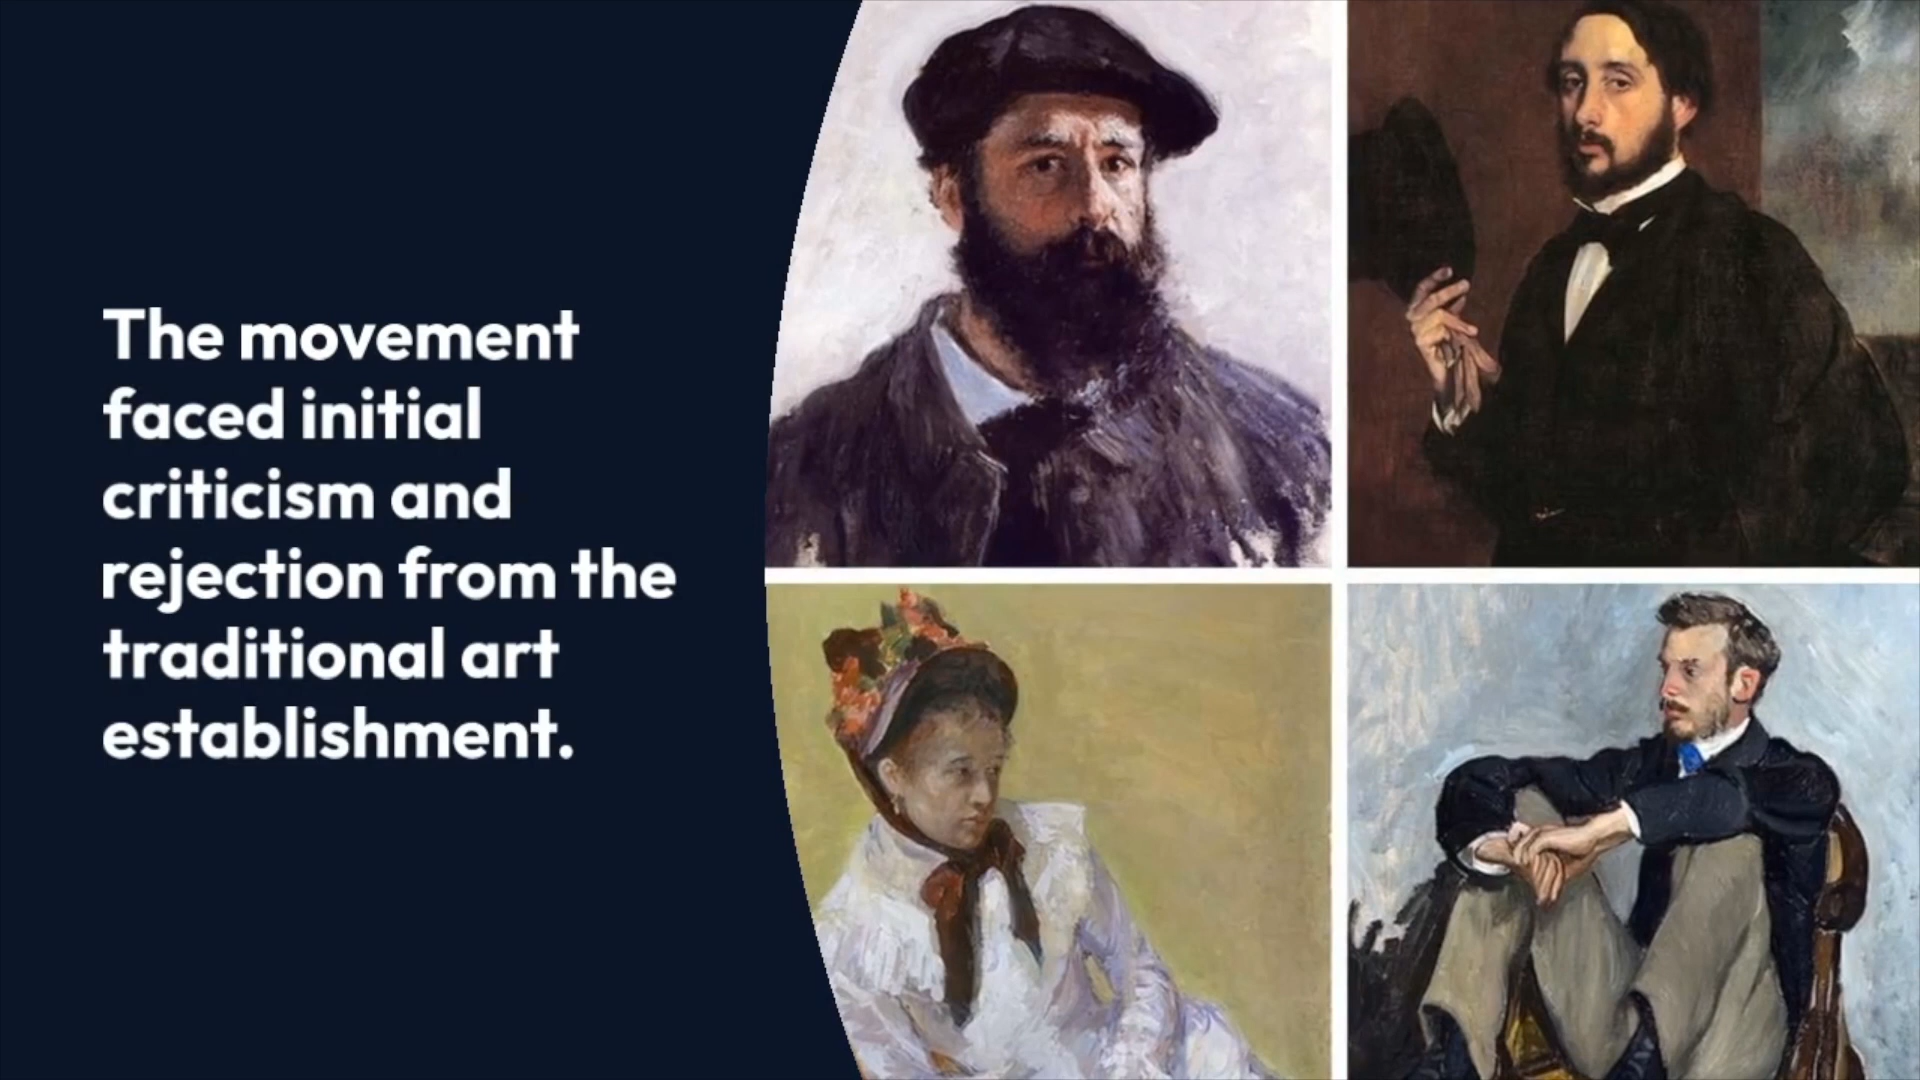 The movement
faced initial
criticism and
rejection from the
traditional art
establishment.